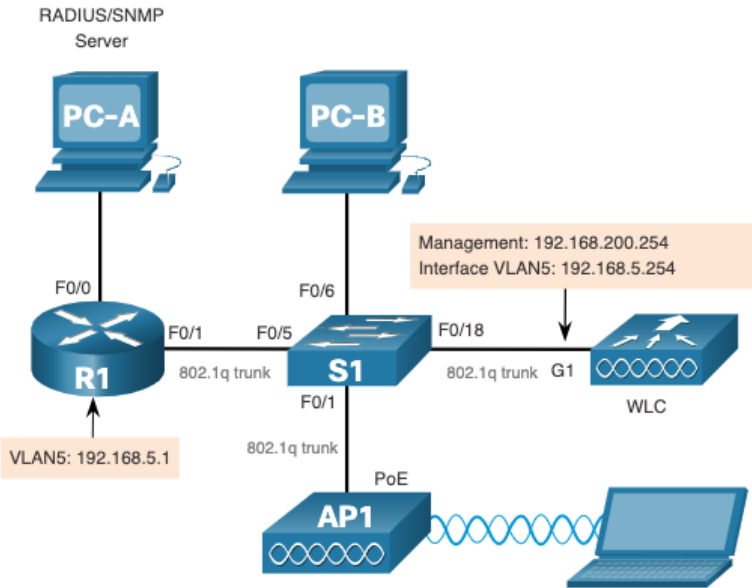 RADIUS/SNMP
Server
PC-A
PC-B
Management: 192.168.200.254
Interface VLAN5: 192.168.5.254
F0/0
F0/6
F0/1
F0/5
F0/18
R1
802.1q trunk
S1
802.1q trunk
G1
WLC
F0/1
VLAN5: 192.168.5.1
802.1q trunk
PoE
AP1